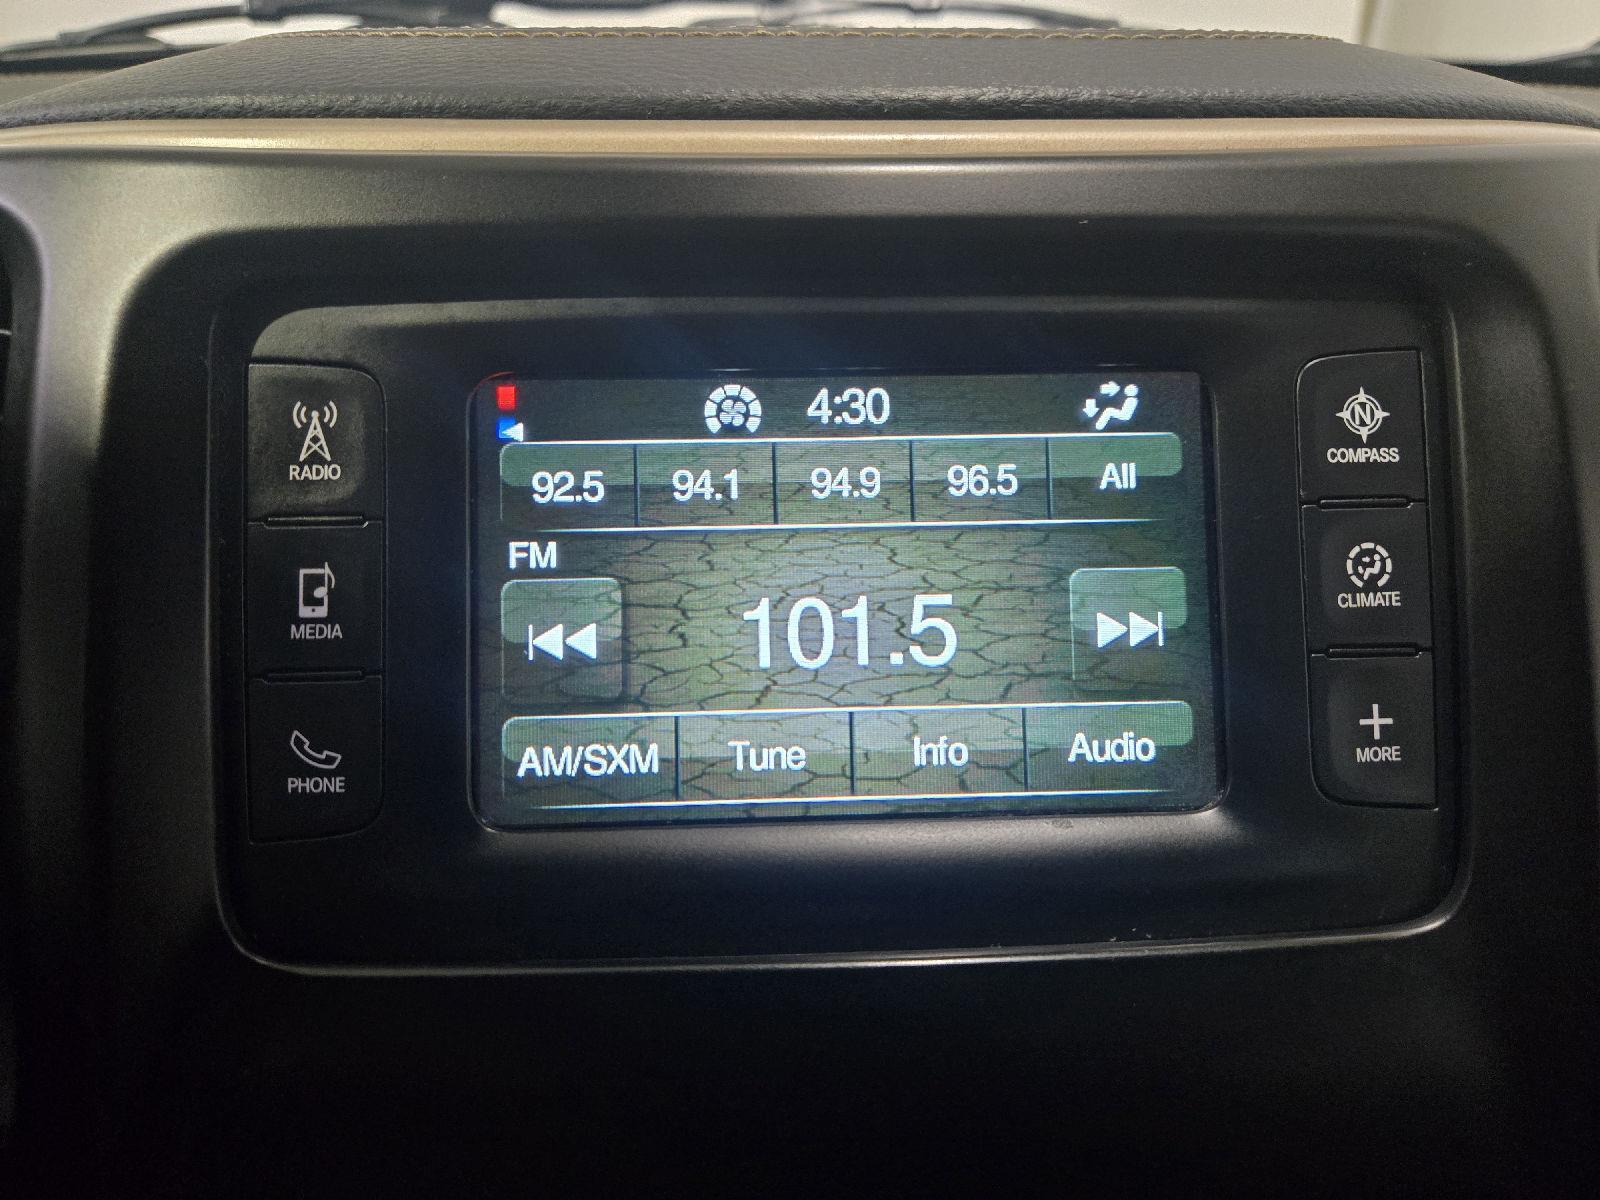 4:30
92.5 94.1 94.9 96.5 All
FM
101.5
AM/SXM Tune Info Audio
RADIO
MEDIA
PHONE
N
COMPASS
CLIMATE
MORE